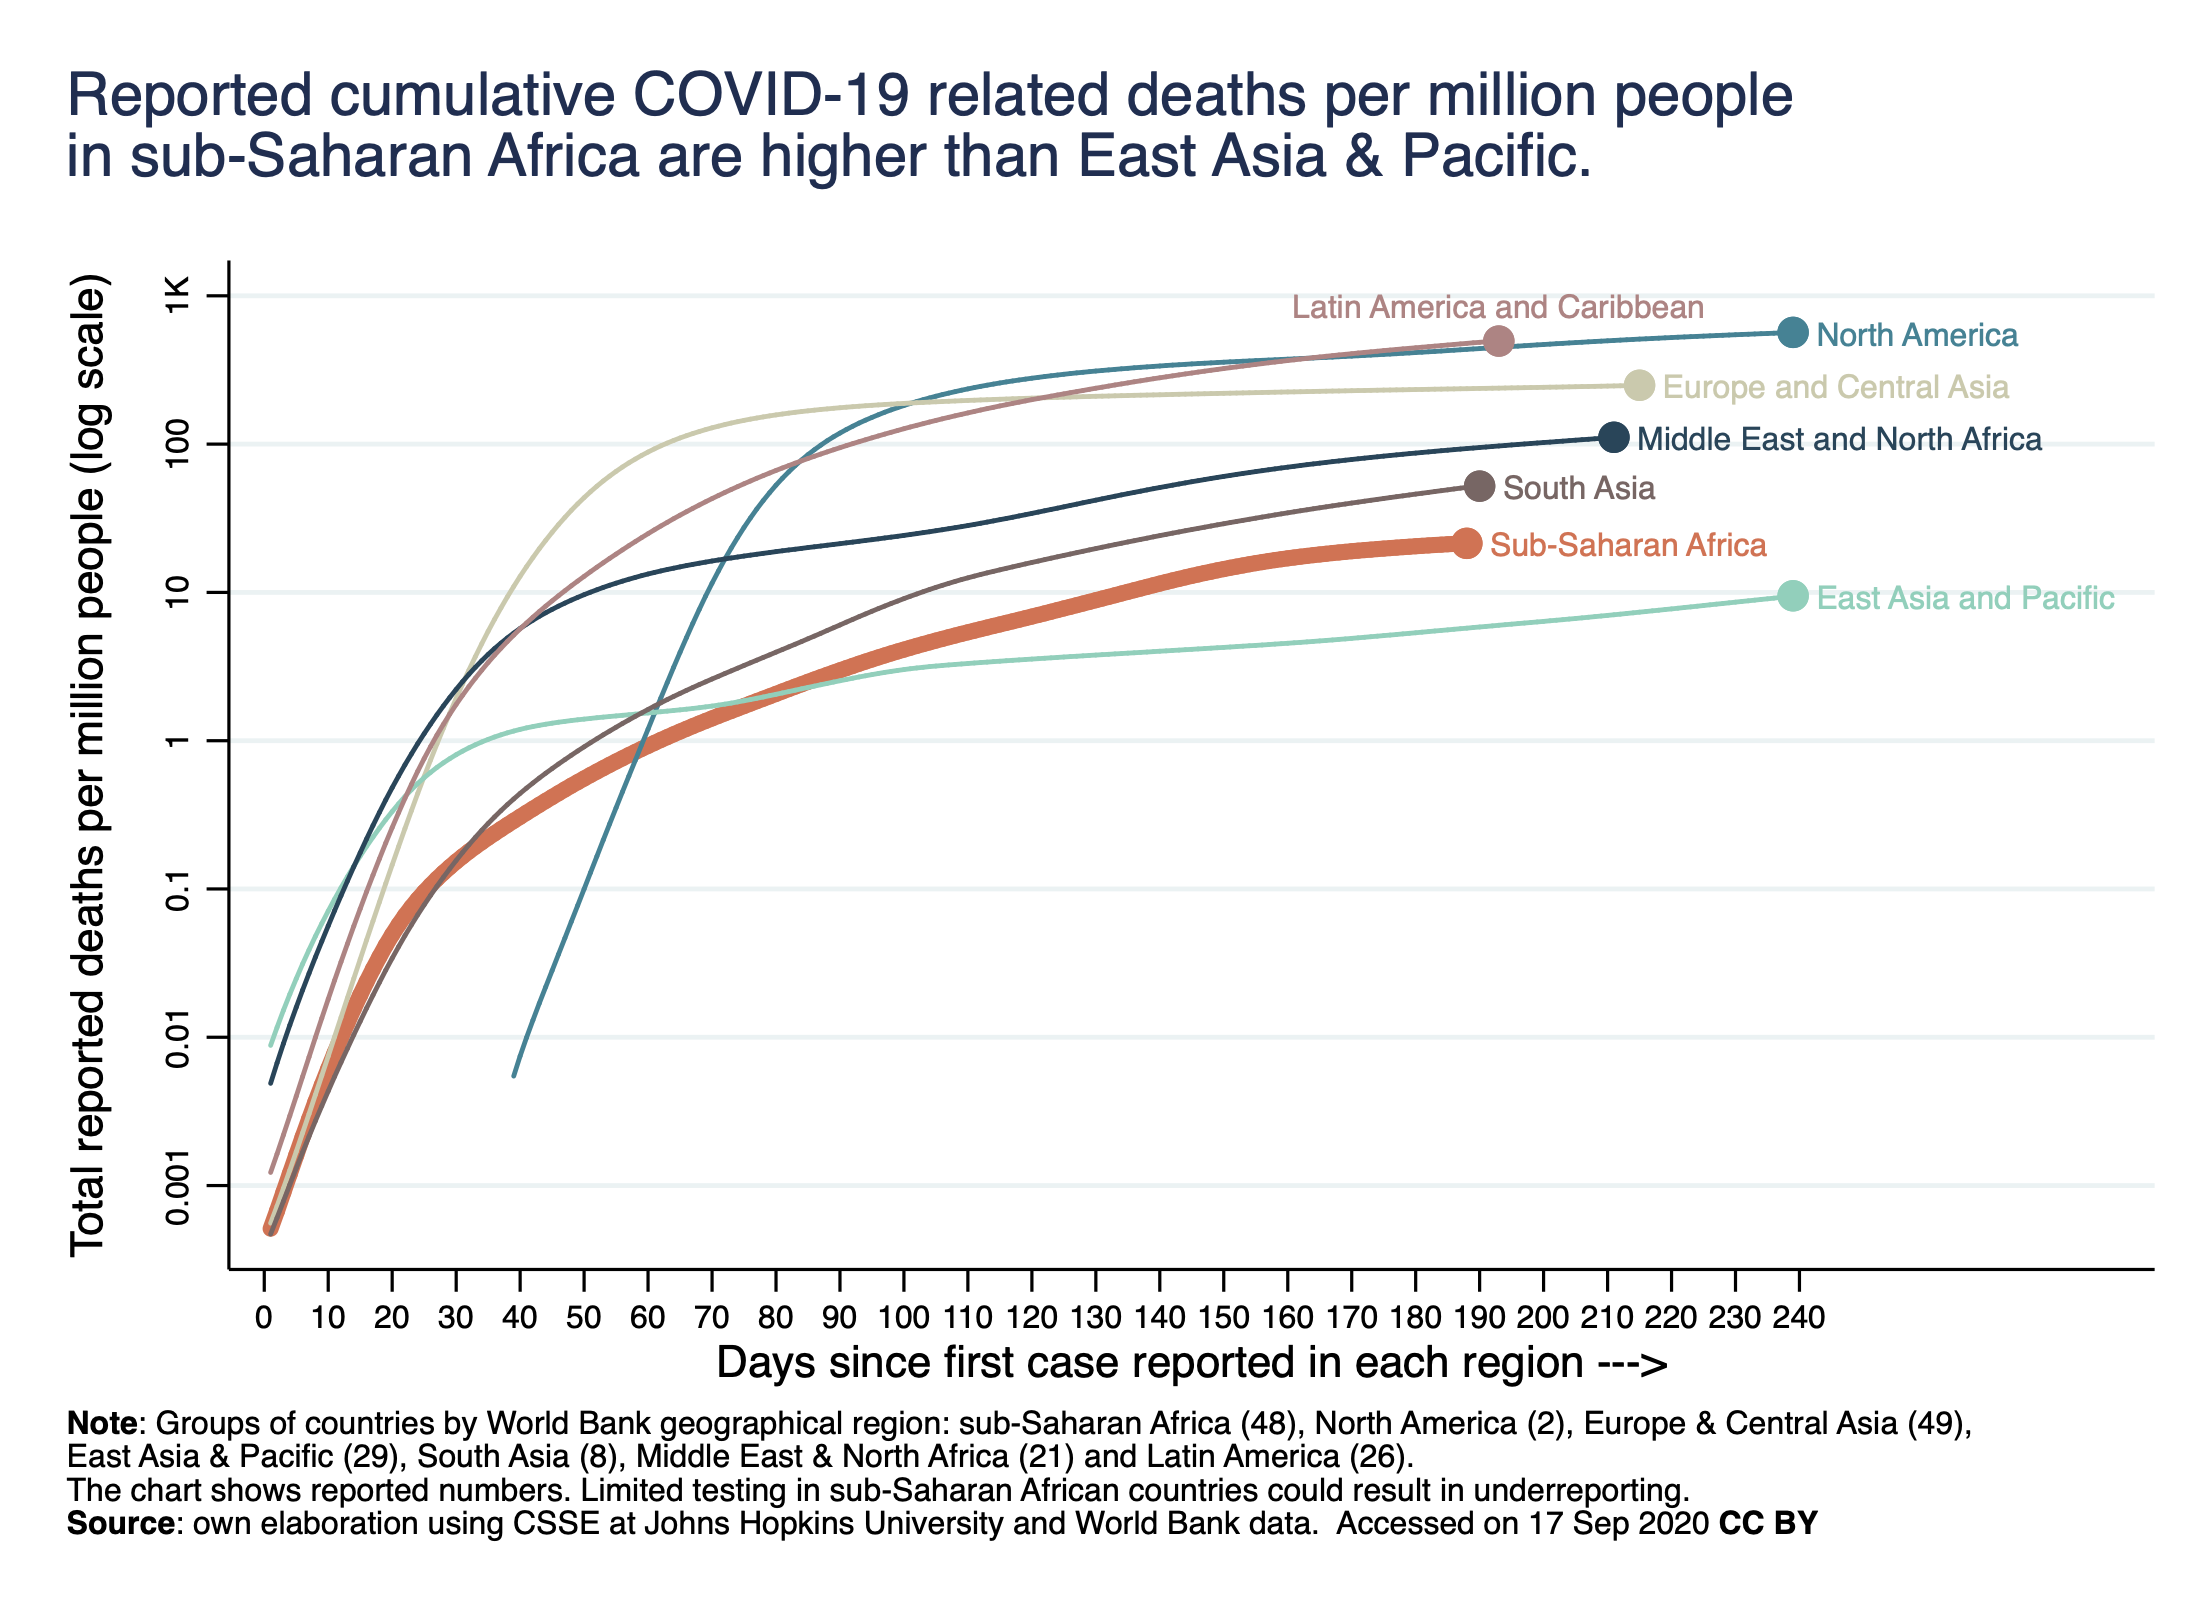 Reported cumulative COVID-19 related deaths per million people
in sub-Saharan Africa are higher than East Asia & Pacific.
Total reported deaths per million people (log scale)
1K
100
10
1
0.1
0.01
0.001
Latin America and Caribbean
North America
Europe and Central Asia
Middle East and North Africa
South Asia
Sub-Saharan Africa
East Asia and Pacific
0 10 20 30 40 50 60 70 80 90 100 110 120 130 140 150 160 170 180 190 200 210 220 230 240
Days since first case reported in each region --->
Note: Groups of countries by World Bank geographical region: sub-Saharan Africa (48), North America (2), Europe & Central Asia (49),
East Asia & Pacific (29), South Asia (8), Middle East & North Africa (21) and Latin America (26).
The chart shows reported numbers. Limited testing in sub-Saharan African countries could result in underreporting.
Source: own elaboration using CSSE at Johns Hopkins University and World Bank data.  Accessed on 17 Sep 2020 CC BY